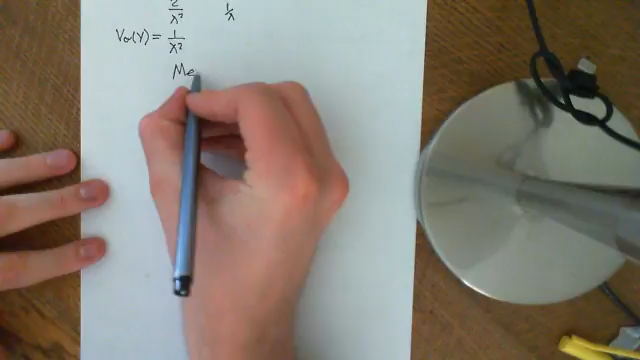 2/λ² 1/λ
Var(Y) = 1/λ²
Me